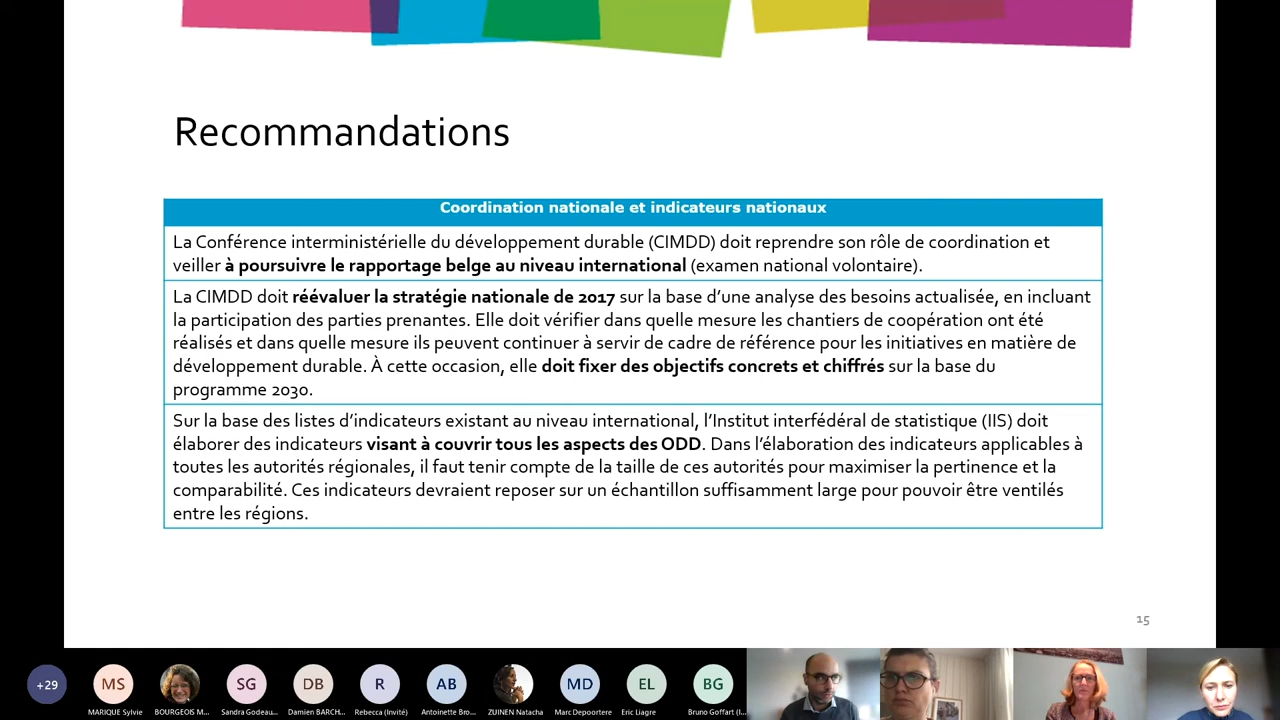 Recommandations
Coordination nationale et indicateurs nationaux
La Conférence interministérielle du développement durable (CIMDD) doit reprendre son rôle de coordination et
veiller à poursuivre le rapportage belge au niveau international (examen national volontaire).
La CIMDD doit réévaluer la stratégie nationale de 2017 sur la base d’une analyse des besoins actualisée, en incluant
la participation des parties prenantes. Elle doit vérifier dans quelle mesure les chantiers de coopération ont été
réalisés et dans quelle mesure ils peuvent continuer à servir de cadre de référence pour les initiatives en matière de
développement durable. À cette occasion, elle doit fixer des objectifs concrets et chiffrés sur la base du
programme 2030.
Sur la base des listes d’indicateurs existant au niveau international, l’Institut interfédéral de statistique (IIS) doit
élaborer des indicateurs visant à couvrir tous les aspects des ODD. Dans l’élaboration des indicateurs applicables à
toutes les autorités régionales, il faut tenir compte de la taille de ces autorités pour maximiser la pertinence et la
comparabilité. Ces indicateurs devraient reposer sur un échantillon suffisamment large pour pouvoir être ventilés
entre les régions.
15
+29 MS SG DB R AB MD EL BG
MARIQUE Sylvie BOURGEOIS M... Sandra Godeau... Damien BARCH... Rebecca (Invité) Antoinette Bro... ZUINEN Natacha Marc Depoortere Eric Liagre Bruno Goffart (I...